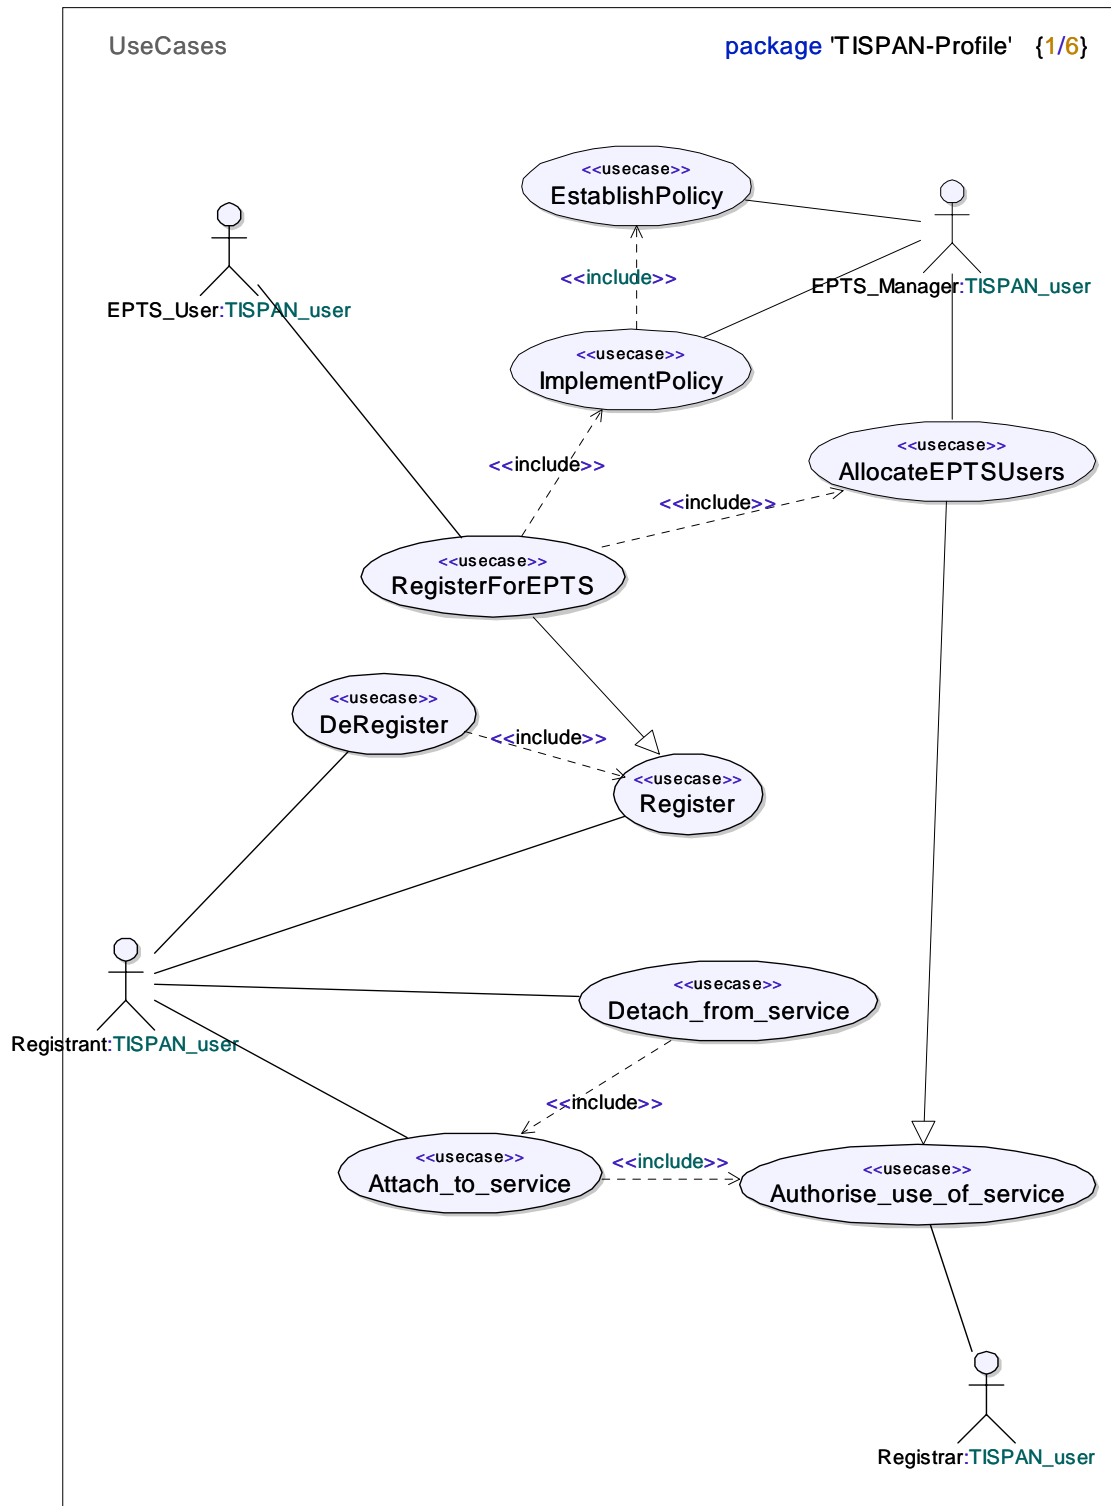 UseCases
package 'TISPAN-Profile' {1/6}
<<usecase>>
EstablishPolicy
<<include>>
EPTS_Manager:TISPAN_user
EPTS_User:TISPAN_user
<<usecase>>
ImplementPolicy
<<usecase>>
AllocateEPTSUsers
<<include>>
<<include>>
<<usecase>>
RegisterForEPTS
<<usecase>>
DeRegister
<<include>>
<<usecase>>
Register
<<usecase>>
Detach_from_service
Registrant:TISPAN_user
<<include>>
<<usecase>>
Attach_to_service
<<include>>
<<usecase>>
Authorise_use_of_service
Registrar:TISPAN_user